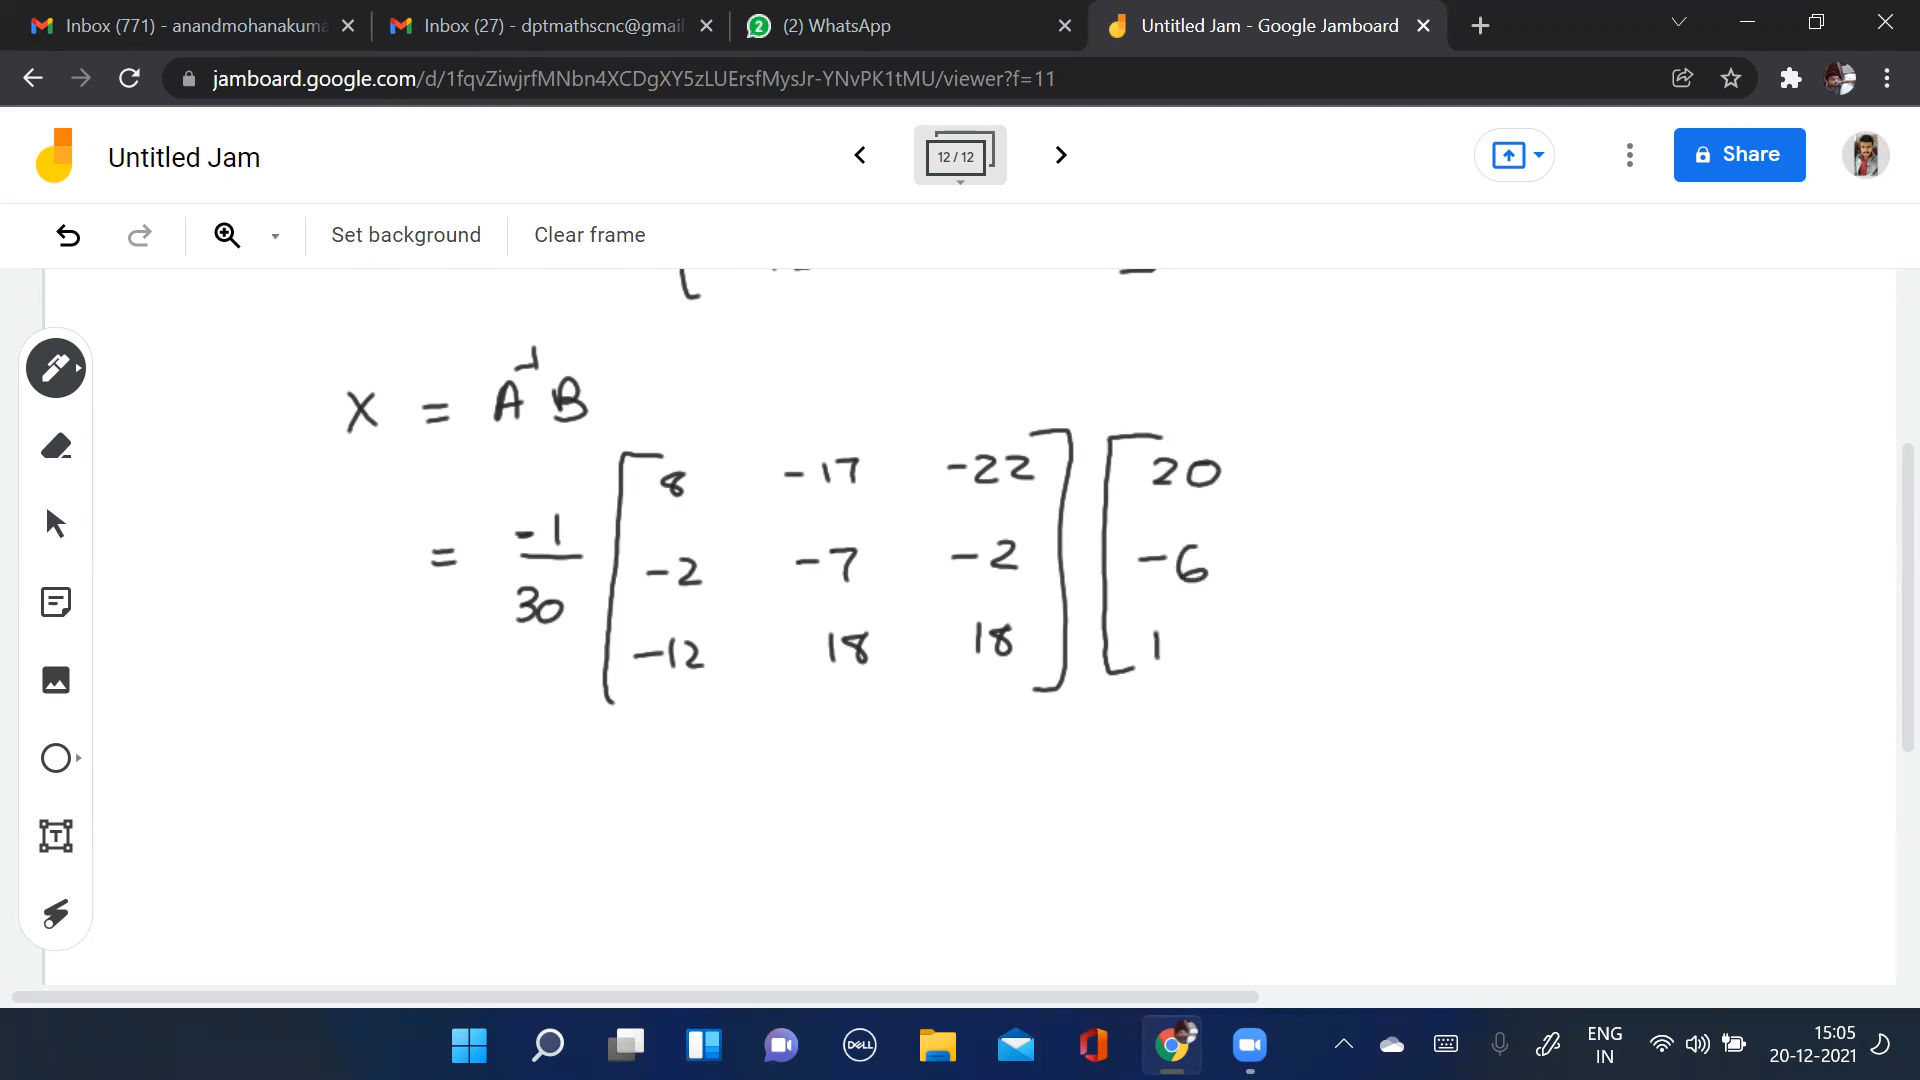 Inbox (771) - anandmohanakuma
Inbox (27) - dptmathscnc@gmail
(2) WhatsApp
Untitled Jam - Google Jamboard
jamboard.google.com/d/1fqvZiwjrfMNbn4XCDgXY5zLUErsfMysJr-YNvPK1tMU/viewer?f=11
Untitled Jam
12 / 12
Share
Set background
Clear frame
X = A⁻¹ B
= -1/30 [ 8 -17 -22 ] [ 20
-2 -7 -2 -6
-12 18 18 1
DELL
ENG
IN
15:05
20-12-2021